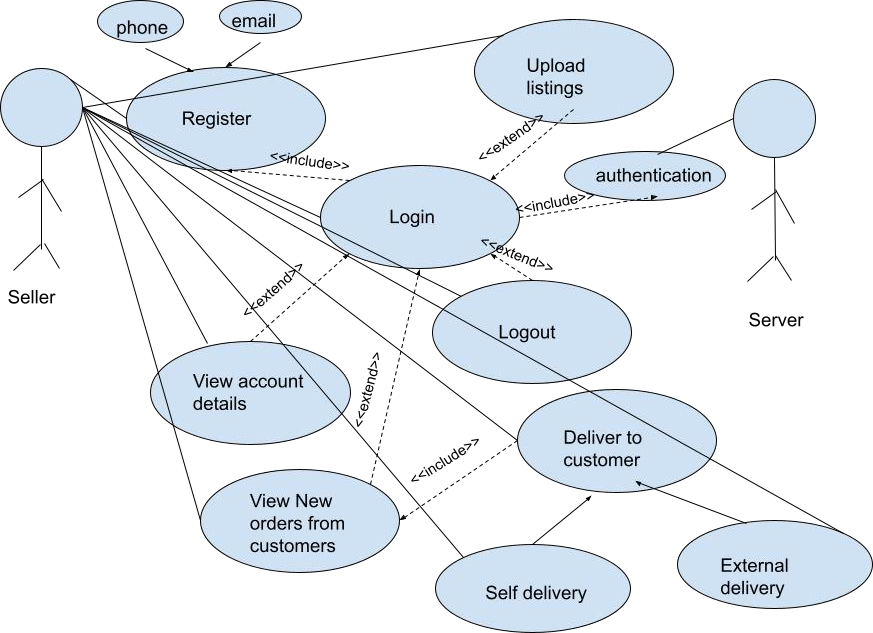 phone
email
Upload
listings
Register
<<extend>>
<<include>>
authentication
<<include>>
Login
<<extend>>
<<extend>>
Seller
Server
Logout
View account
details
<<extend>>
Deliver to
customer
<<include>>
View New
orders from
customers
External
delivery
Self delivery